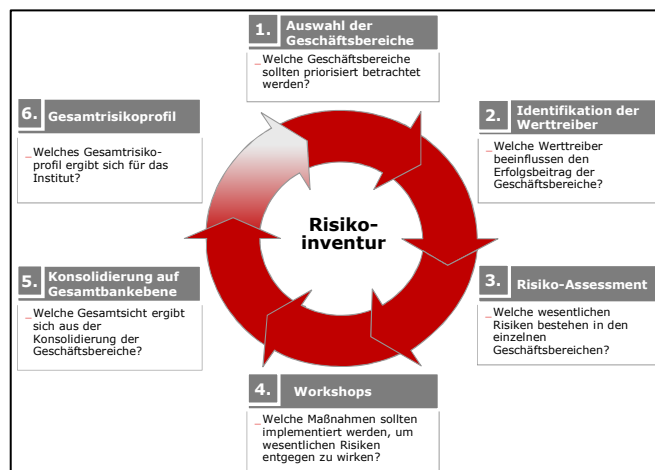 1. Auswahl der
Geschäftsbereiche
_Welche Geschäftsbereiche
sollten priorisiert betrachtet
werden?
2. Identifikation der
Werttreiber
_Welche Werttreiber
beeinflussen den
Erfolgsbeitrag der
Geschäftsbereiche?
3. Risiko-Assessment
_Welche wesentlichen
Risiken bestehen in den
einzelnen
Geschäftsbereichen?
4. Workshops
_Welche Maßnahmen sollten
implementiert werden, um
wesentlichen Risiken
entgegen zu wirken?
5. Konsolidierung auf
Gesamtbankebene
_Welche Gesamtsicht ergibt
sich aus der
Konsolidierung der
Geschäftsbereiche?
6. Gesamtrisikoprofil
_Welches Gesamtrisiko-
profil ergibt sich für das
Institut?
Risiko-
inventur